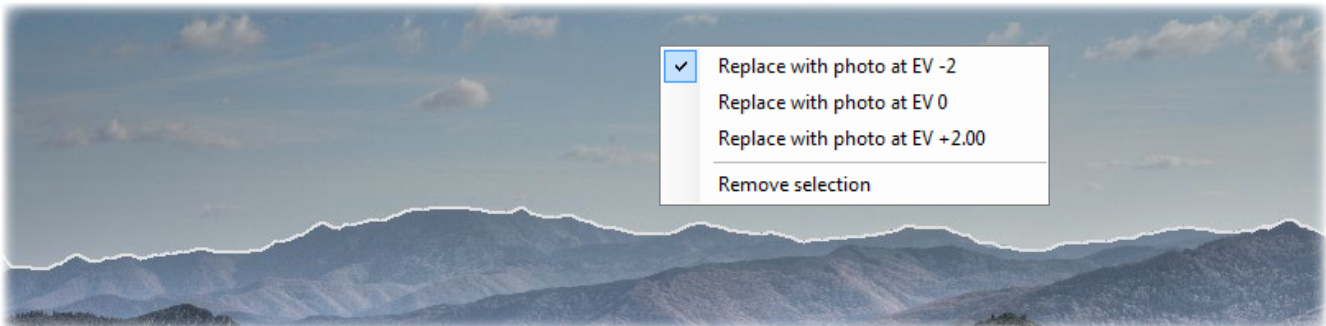 Replace with photo at EV -2
Replace with photo at EV 0
Replace with photo at EV +2.00
Remove selection